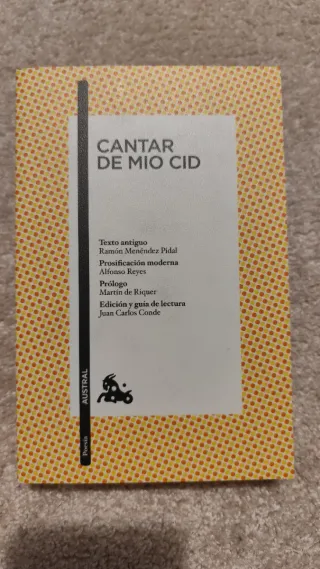 CANTAR
DE MIO CID
Texto antiguo
Ramón Menéndez Pidal
Prosificación moderna
Alfonso Reyes
Prólogo
Martín de Riquer
Edición y guía de lectura
Juan Carlos Conde
AUSTRAL
Poesía